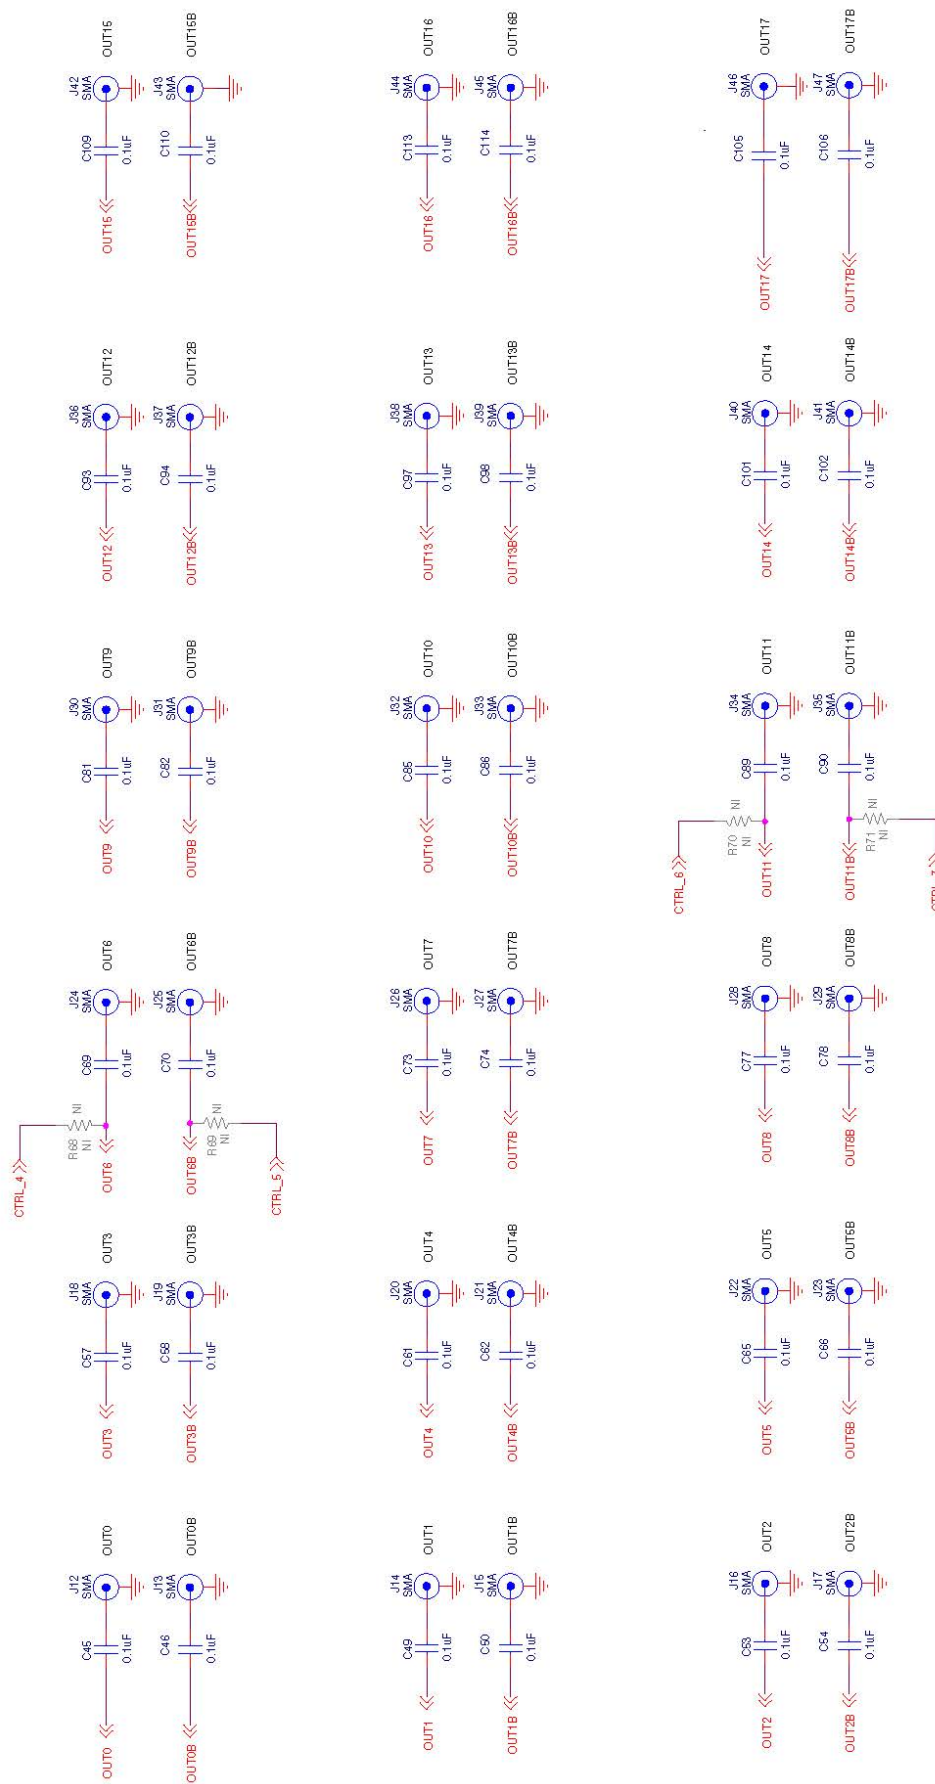 J12
SMA
C45
0.1uF
OUT0
OUT0
J13
SMA
C46
0.1uF
OUT0B
OUT0B
J18
SMA
C57
0.1uF
OUT3
OUT3
J19
SMA
C58
0.1uF
OUT3B
OUT3B
CTRL_4
R68
NI
NI
J24
SMA
C69
0.1uF
OUT6
OUT6
J25
SMA
C70
0.1uF
OUT6B
OUT6B
R69
NI
NI
CTRL_5
J30
SMA
C81
0.1uF
OUT9
OUT9
J31
SMA
C82
0.1uF
OUT9B
OUT9B
J36
SMA
C93
0.1uF
OUT12
OUT12
J37
SMA
C94
0.1uF
OUT12B
OUT12B
J42
SMA
C109
0.1uF
OUT15
OUT15
J43
SMA
C110
0.1uF
OUT15B
OUT15B
J14
SMA
C49
0.1uF
OUT1
OUT1
J15
SMA
C50
0.1uF
OUT1B
OUT1B
J20
SMA
C61
0.1uF
OUT4
OUT4
J21
SMA
C62
0.1uF
OUT4B
OUT4B
J26
SMA
C73
0.1uF
OUT7
OUT7
J27
SMA
C74
0.1uF
OUT7B
OUT7B
J32
SMA
C85
0.1uF
OUT10
OUT10
J33
SMA
C86
0.1uF
OUT10B
OUT10B
J38
SMA
C97
0.1uF
OUT13
OUT13
J39
SMA
C98
0.1uF
OUT13B
OUT13B
J44
SMA
C113
0.1uF
OUT16
OUT16
J45
SMA
C114
0.1uF
OUT16B
OUT16B
J16
SMA
C53
0.1uF
OUT2
OUT2
J17
SMA
C54
0.1uF
OUT2B
OUT2B
J22
SMA
C65
0.1uF
OUT5
OUT5
J23
SMA
C66
0.1uF
OUT5B
OUT5B
J28
SMA
C77
0.1uF
OUT8
OUT8
J29
SMA
C78
0.1uF
OUT8B
OUT8B
CTRL_6
R70
NI
NI
J34
SMA
C89
0.1uF
OUT11
OUT11
J35
SMA
C90
0.1uF
OUT11B
OUT11B
R71
NI
NI
CTRL_7
J40
SMA
C101
0.1uF
OUT14
OUT14
J41
SMA
C102
0.1uF
OUT14B
OUT14B
J46
SMA
C105
0.1uF
OUT17
OUT17
J47
SMA
C106
0.1uF
OUT17B
OUT17B